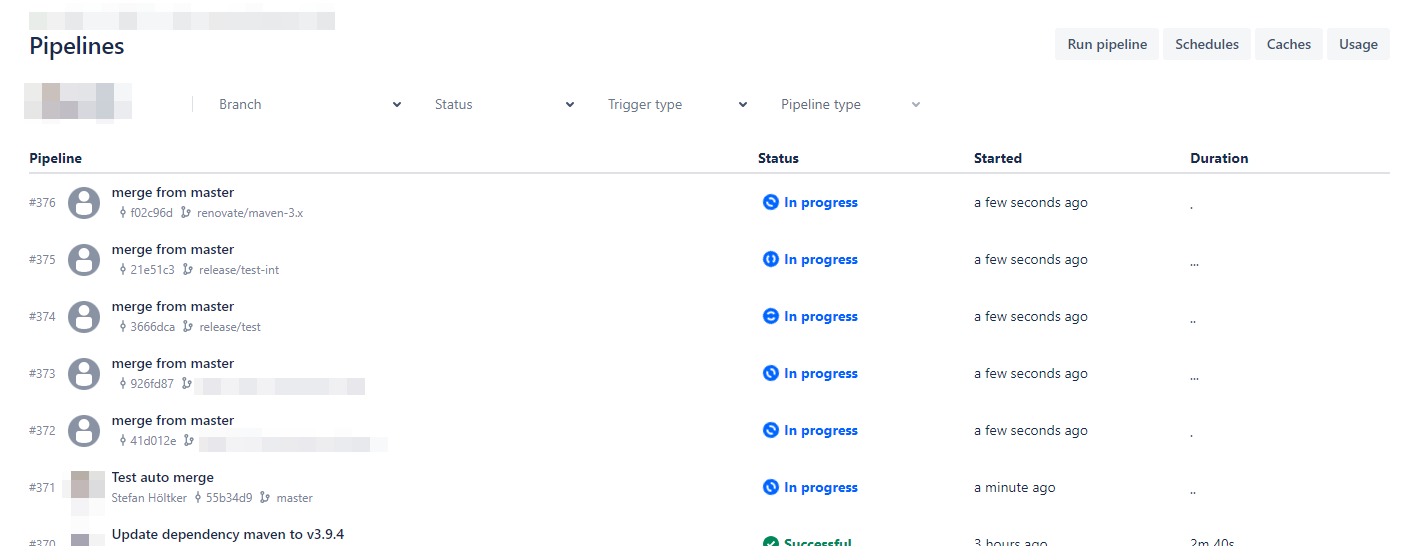 Pipelines
Run pipeline Schedules Caches Usage
Branch Status Trigger type Pipeline type
Pipeline Status Started Duration
merge from master
#376 In progress a few seconds ago .
f02c96d renovate/maven-3.x
merge from master
#375 In progress a few seconds ago ...
21e51c3 release/test-int
merge from master
#374 In progress a few seconds ago ..
3666dca release/test
merge from master
#373 In progress a few seconds ago ...
926fd87
merge from master
#372 In progress a few seconds ago .
41d012e
Test auto merge
#371 In progress a minute ago ..
Stefan Höltker 55b34d9 master
Update dependency maven to v3.9.4
#370 Successful 3 hours ago 2m 40s